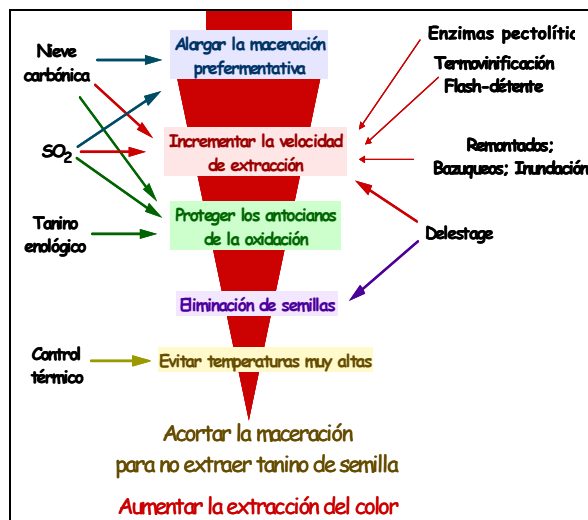 Nieve
carbónica
SO2
Tanino
enológico
Control
térmico
Alargar la maceración
prefermentativa
Incrementar la velocidad
de extracción
Proteger los antocianos
de la oxidación
Eliminación de semillas
Evitar temperaturas muy altas
Enzimas pectolític
Termovinificación
Flash-détente
Remontados;
Bazuqueos; Inundación
Delestage
Acortar la maceración
para no extraer tanino de semilla
Aumentar la extracción del color